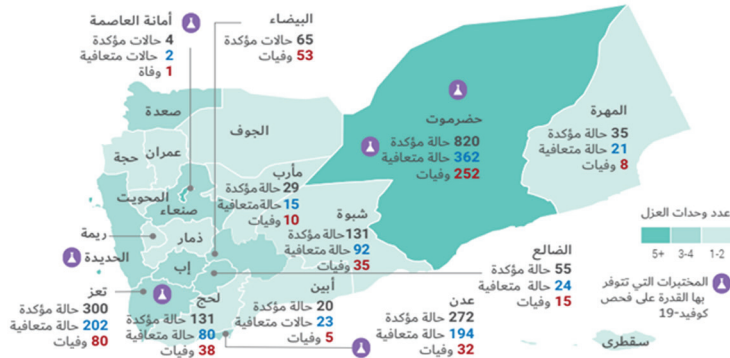 أمانة العاصمة
4 حالات مؤكدة
2 حالات متعافية
1 وفاة
البيضاء
65 حالات مؤكدة
53 وفيات
صعدة
الجوف
حجة
عمران
المحويت
صنعاء
ريمة
ذمار
الحديدة
إب
حضرموت
820 حالة مؤكدة
362 حالة متعافية
252 وفيات
المهرة
35 حالة مؤكدة
21 حالة متعافية
8 وفيات
مأرب
29 حالة مؤكدة
15 حالة متعافية
10 وفيات
شبوة
131 حالة مؤكدة
92 حالة متعافية
35 وفيات
عدد وحدات العزل
5+
3-4
1-2
المختبرات التي تتوفر
بها القدرة على فحص
كوفيد-19
الضالع
55 حالة مؤكدة
24 حالة متعافية
15 وفيات
تعز
300 حالة مؤكدة
202 حالة متعافية
80 وفيات
لحج
131 حالة مؤكدة
80 حالة متعافية
38 وفيات
أبين
20 حالة مؤكدة
23 حالات متعافية
5 وفيات
عدن
272 حالة مؤكدة
194 حالة متعافية
32 وفيات
سقطرى